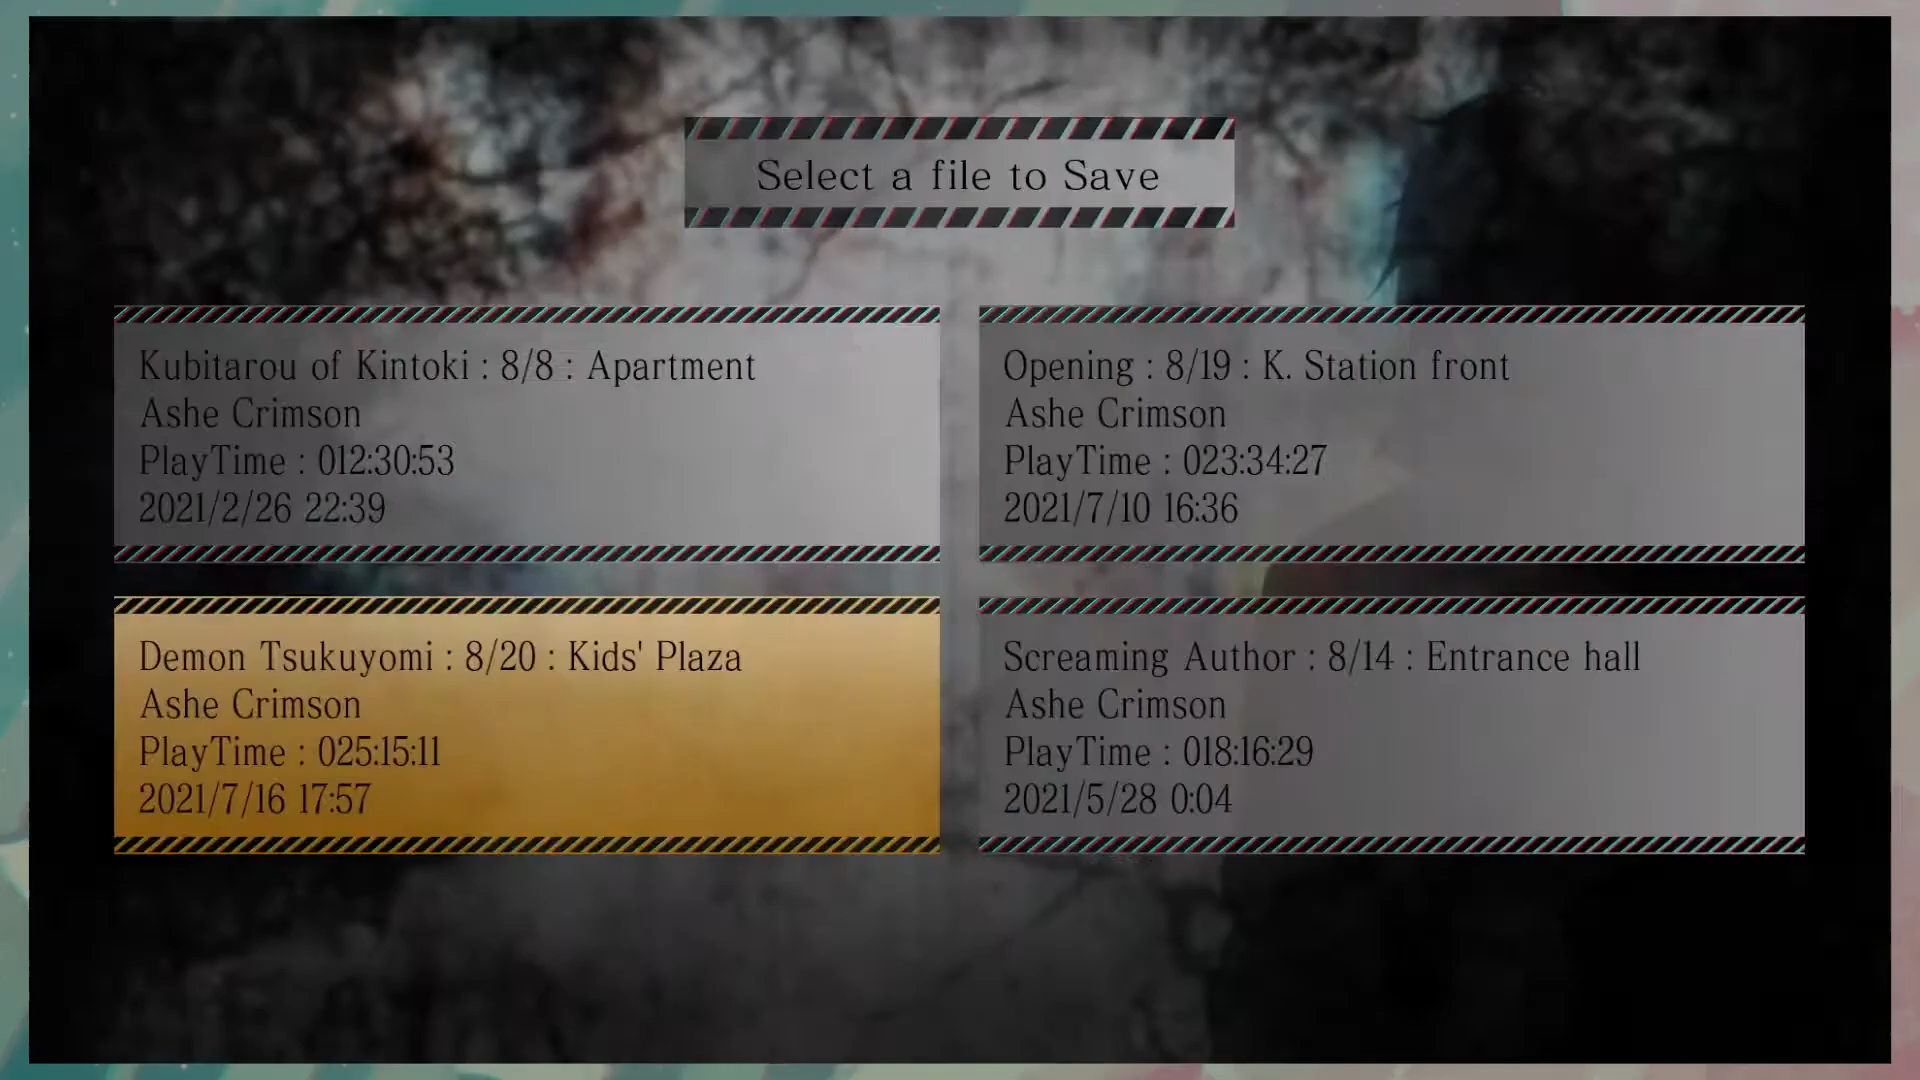 Select a file to Save
Kubitarou of Kintoki : 8/8 : Apartment
Ashe Crimson
PlayTime : 012:30:53
2021/2/26 22:39
Opening : 8/19 : K. Station front
Ashe Crimson
PlayTime : 023:34:27
2021/7/10 16:36
Demon Tsukuyomi : 8/20 : Kids' Plaza
Ashe Crimson
PlayTime : 025:15:11
2021/7/16 17:57
Screaming Author : 8/14 : Entrance hall
Ashe Crimson
PlayTime : 018:16:29
2021/5/28 0:04